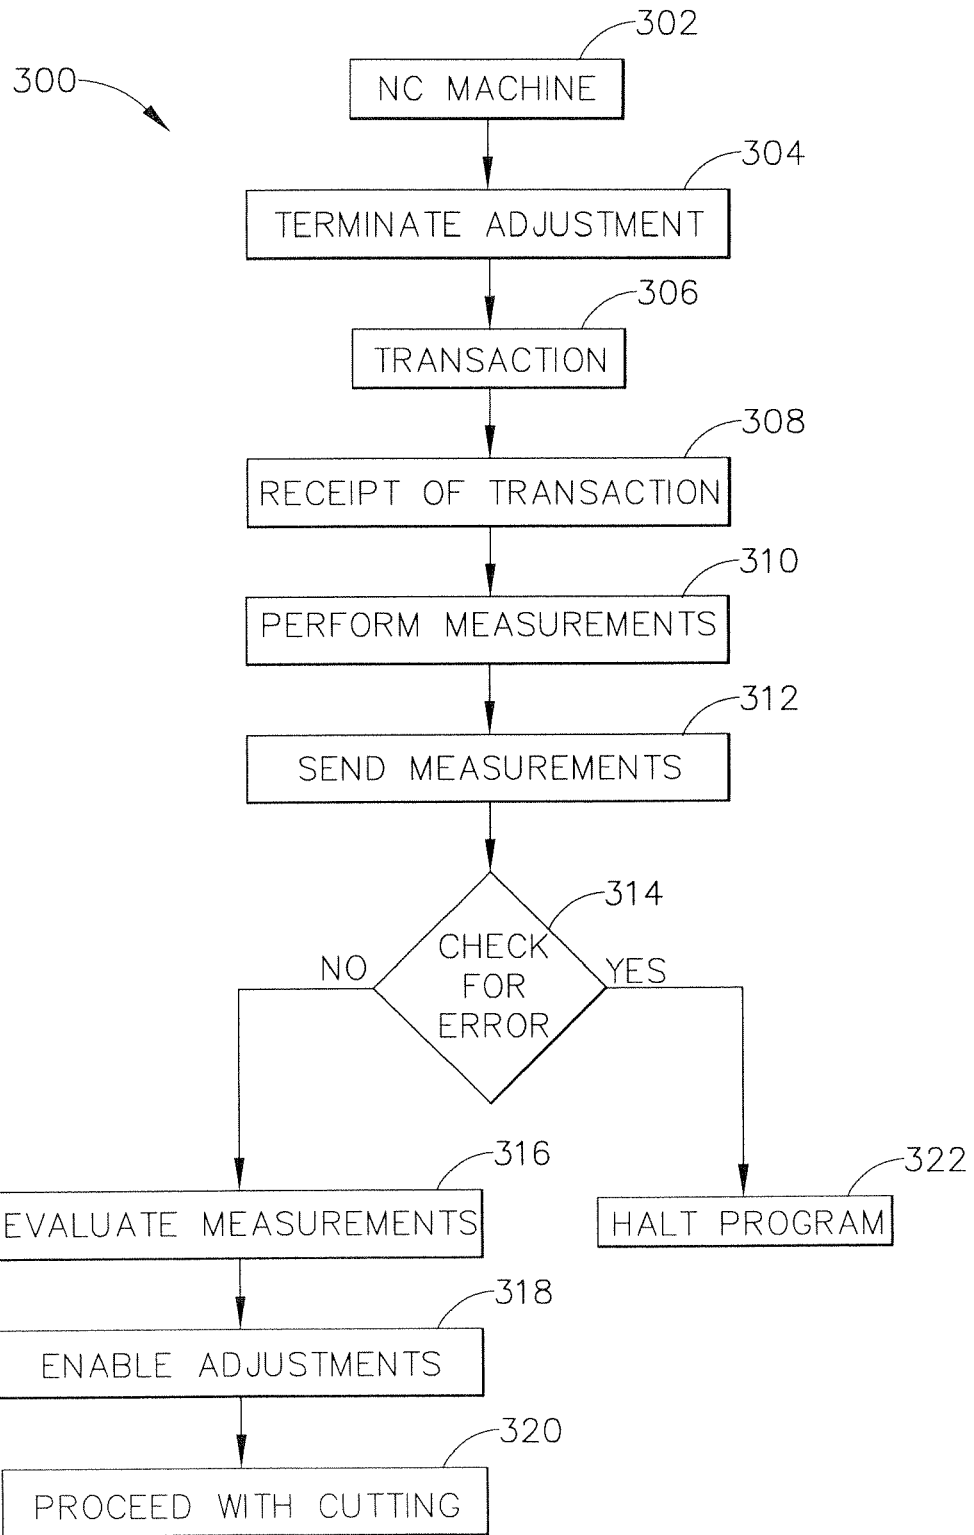 302
300
NC MACHINE
304
TERMINATE ADJUSTMENT
306
TRANSACTION
308
RECEIPT OF TRANSACTION
310
PERFORM MEASUREMENTS
312
SEND MEASUREMENTS
314
CHECK
FOR
ERROR
NO
YES
316
EVALUATE MEASUREMENTS
322
HALT PROGRAM
318
ENABLE ADJUSTMENTS
320
PROCEED WITH CUTTING